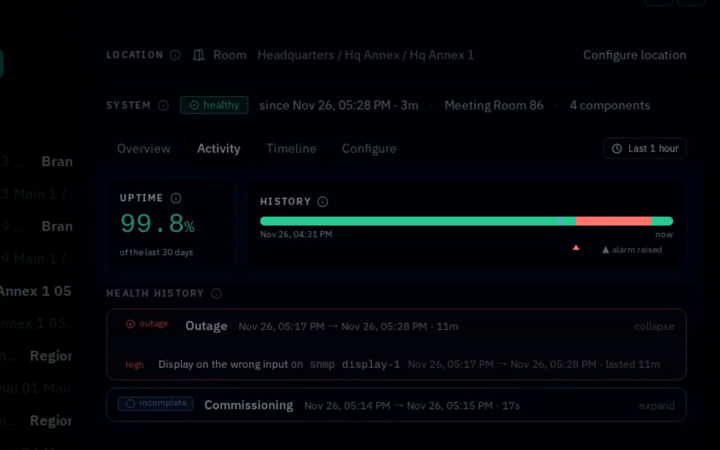 LOCATION Room Headquarters / Hq Annex / Hq Annex 1 Configure location
SYSTEM healthy since Nov 26, 05:28 PM · 3m · Meeting Room 86 · 4 components
Overview Activity Timeline Configure Last 1 hour
3 ... Bran
3 Main 1 /
9 ... Bran
9 Main 1 /
Annex 1 05
nnex 1 05
Region
Region
UPTIME
99.8%
of the last 30 days
HISTORY
Nov 26, 04:31 PM now
alarm raised
HEALTH HISTORY
outage Outage Nov 26, 05:17 PM → Nov 26, 05:28 PM · 11m collapse
High Display on the wrong input on snmp display-1 Nov 26, 05:17 PM → Nov 26, 05:28 PM · lasted 11m
incomplete Commissioning Nov 26, 05:14 PM → Nov 26, 05:15 PM · 17s expand